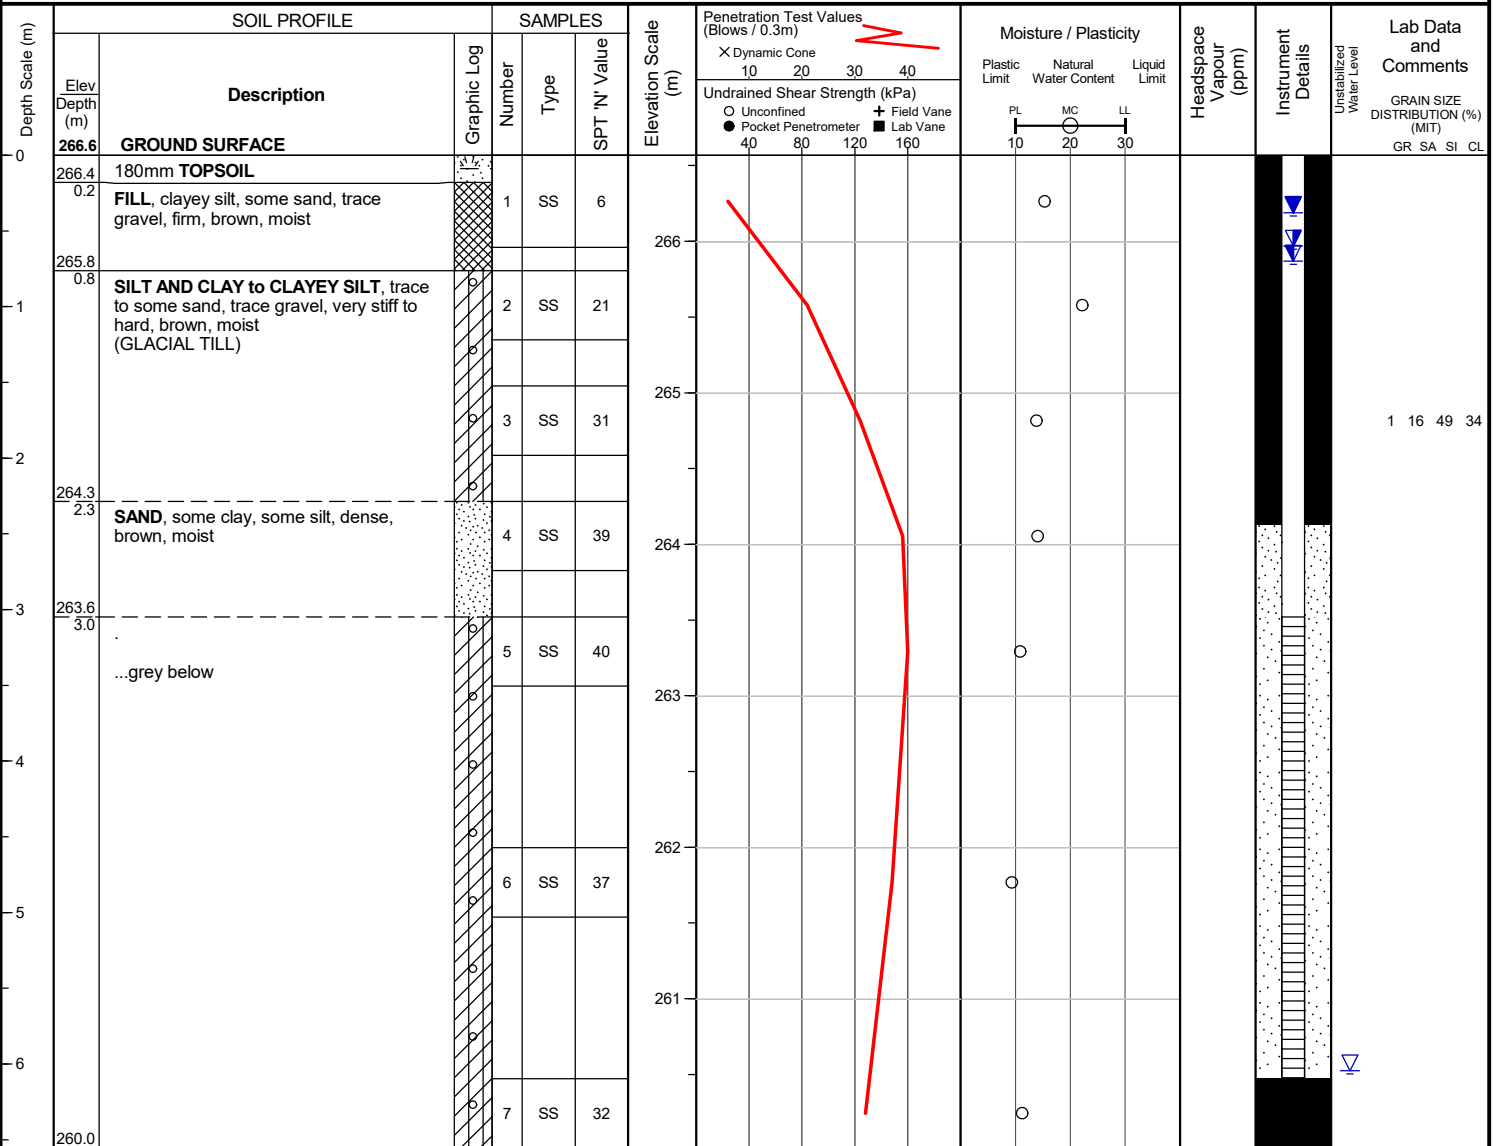 SOIL PROFILE
SAMPLES
Depth Scale (m)
Elev
Depth
(m)
Description
Graphic Log
Number
Type
SPT 'N' Value
Elevation Scale
(m)
Penetration Test Values
(Blows / 0.3m)
Dynamic Cone
10 20 30 40
Undrained Shear Strength (kPa)
Unconfined
Field Vane
Pocket Penetrometer
Lab Vane
40 80 120 160
Moisture / Plasticity
Plastic
Limit
Natural
Water Content
Liquid
Limit
PL MC LL
10 20 30
Headspace
Vapour
(ppm)
Instrument
Details
Unstabilized
Water Level
Lab Data
and
Comments
GRAIN SIZE
DISTRIBUTION (%)
(MIT)
GR SA SI CL
266.6 GROUND SURFACE
0
266.4 180mm TOPSOIL
0.2
FILL, clayey silt, some sand, trace
gravel, firm, brown, moist
1 SS 6
266
265.8
0.8
SILT AND CLAY to CLAYEY SILT, trace
to some sand, trace gravel, very stiff to
hard, brown, moist
(GLACIAL TILL)
1
2 SS 21
265
3 SS 31
1 16 49 34
2
264.3
2.3
SAND, some clay, some silt, dense,
brown, moist
4 SS 39
264
3
263.6
3.0
.
...grey below
5 SS 40
263
4
262
6 SS 37
5
261
6
7 SS 32
260.0